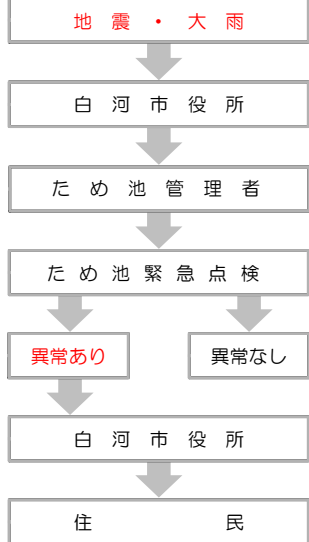 地震・大雨
白河市役所
ため池管理者
ため池緊急点検
異常あり 異常なし
白河市役所
住民